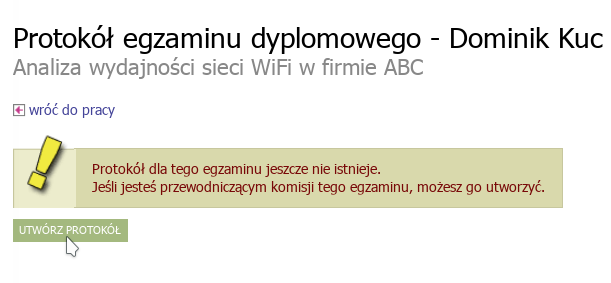 Protokół egzaminu dyplomowego - Dominik Kuc
Analiza wydajności sieci WiFi w firmie ABC
wróć do pracy
Protokół dla tego egzaminu jeszcze nie istnieje.
Jeśli jesteś przewodniczącym komisji tego egzaminu, możesz go utworzyć.
UTWÓRZ PROTOKÓŁ